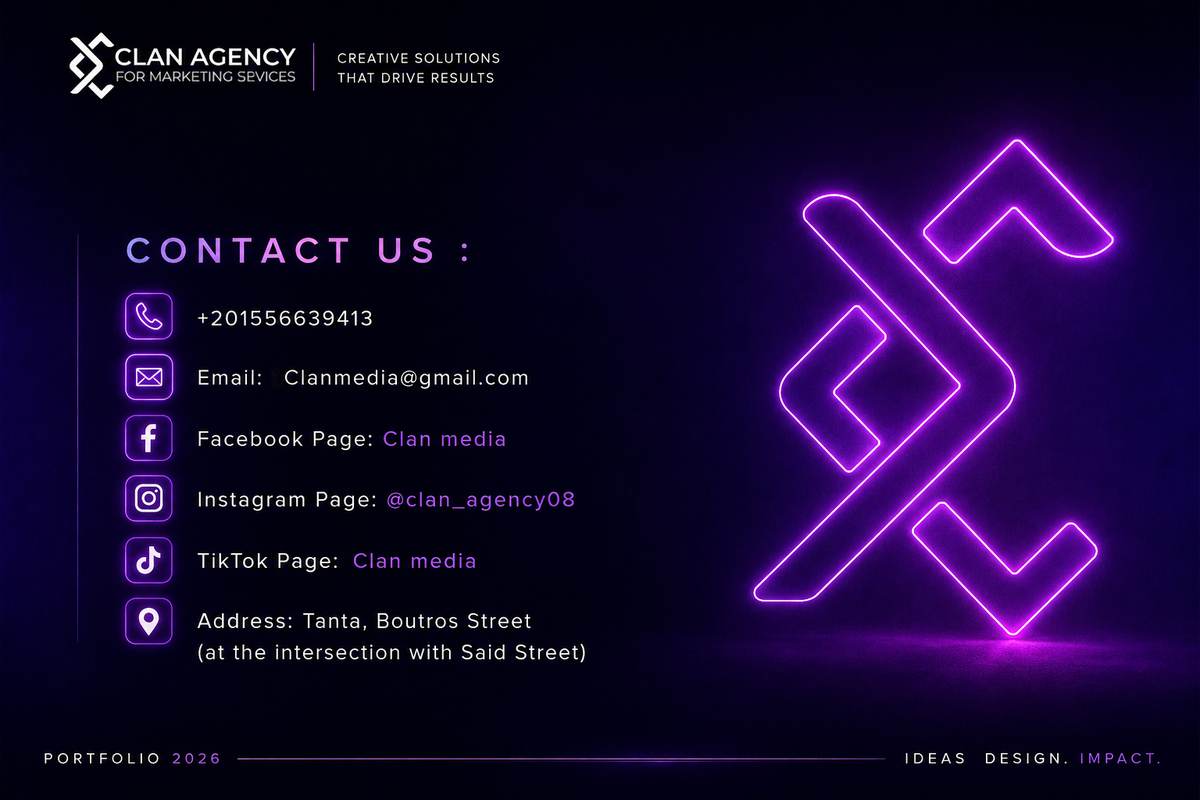 CLAN AGENCY
FOR MARKETING SEVICES
CREATIVE SOLUTIONS
THAT DRIVE RESULTS
CONTACT US :
+201556639413
Email: Clanmedia@gmail.com
Facebook Page: Clan media
Instagram Page: @clan_agency08
TikTok Page: Clan media
Address: Tanta, Boutros Street
(at the intersection with Said Street)
PORTFOLIO 2026
IDEAS DESIGN. IMPACT.